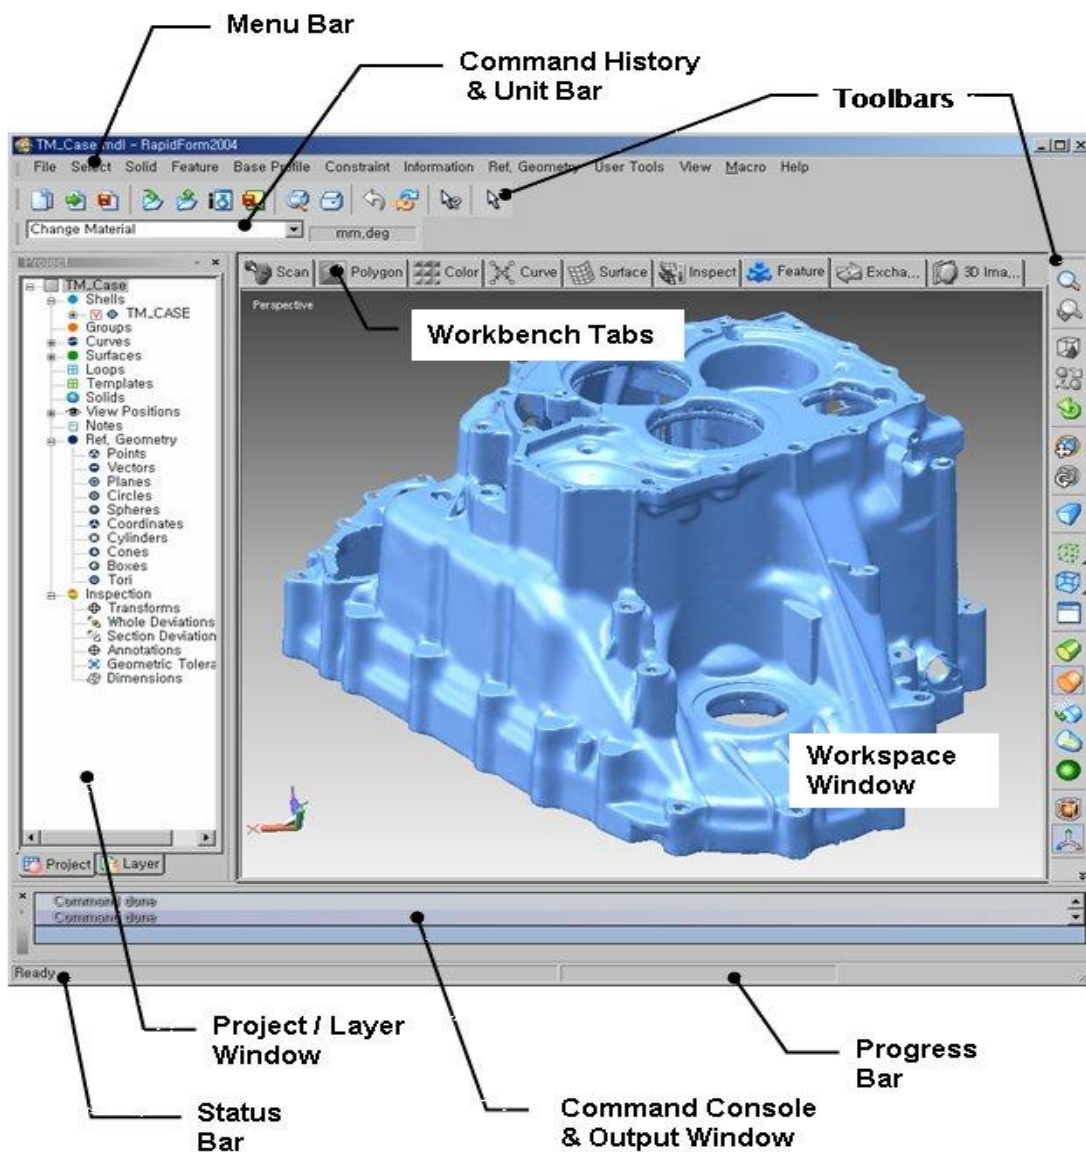 Menu Bar
Command History
& Unit Bar
Toolbars
TM_Case.mdl - RapidForm2004
File Select Solid Feature Base Profile Constraint Information Ref. Geometry User Tools View Macro Help
Change Material
mm,deg
Project
Scan Polygon Color Curve Surface Inspect Feature Excha... 3D Ima...
TM_Case
Shells
TM_CASE
Groups
Curves
Surfaces
Loops
Templates
Solids
View Positions
Notes
Ref. Geometry
Points
Vectors
Planes
Circles
Spheres
Coordinates
Cylinders
Cones
Boxes
Tori
Inspection
Transforms
Whole Deviations
Section Deviation
Annotations
Geometric Tolera
Dimensions
Perspective
Workbench Tabs
Workspace
Window
Project Layer
Command done
Command done
Ready
Project / Layer
Window
Progress
Bar
Status
Bar
Command Console
& Output Window